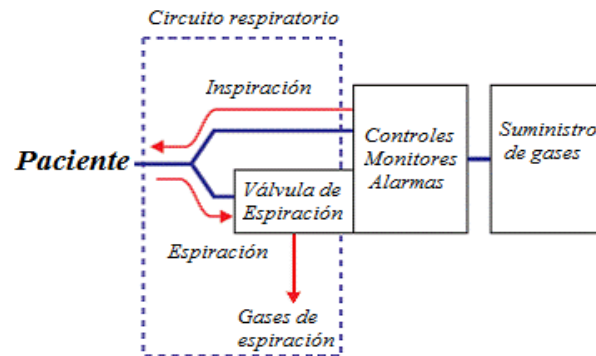 Circuito respiratorio
Inspiración
Paciente
Controles
Monitores
Alarmas
Suministro
de gases
Válvula de
Espiración
Espiración
Gases de
espiración